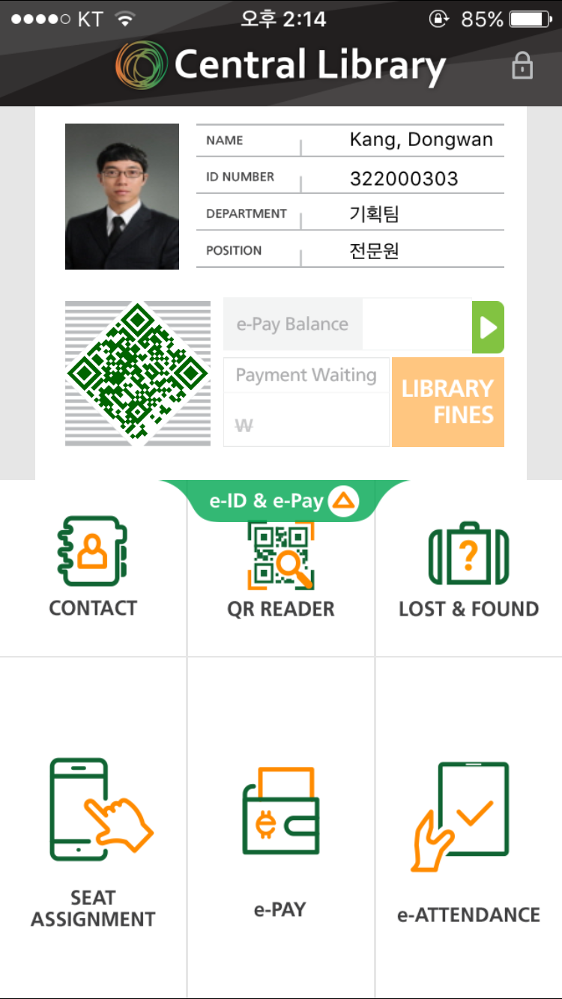 KT 오후 2:14 85%
Central Library
NAME Kang, Dongwan
ID NUMBER 322000303
DEPARTMENT 기획팀
POSITION 전문원
e-Pay Balance
Payment Waiting
₩
LIBRARY
FINES
e-ID & e-Pay
CONTACT
QR READER
LOST & FOUND
SEAT
ASSIGNMENT
e-PAY
e-ATTENDANCE